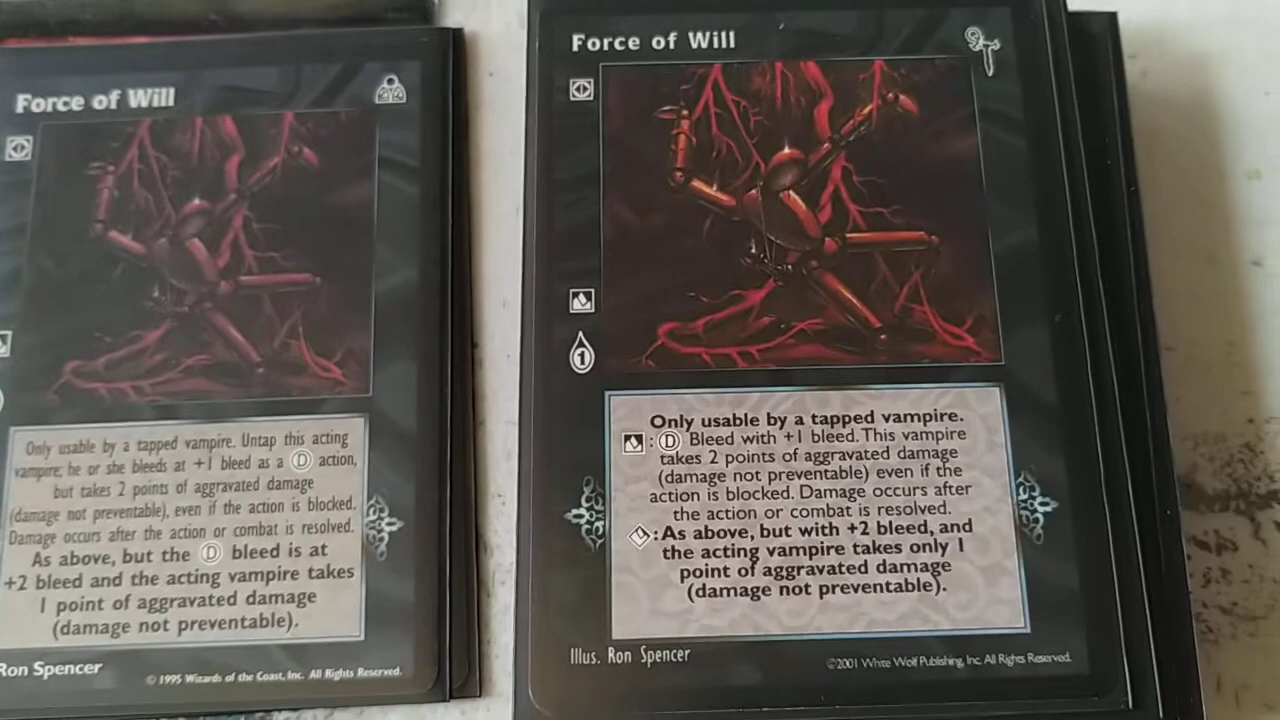 Force of Will
Only usable by a tapped vampire. Untap this acting
vampire; he or she bleeds at +1 bleed as a D action,
but takes 2 points of aggravated damage
(damage not preventable), even if the action is blocked.
Damage occurs after the action or combat is resolved.
As above, but the D bleed is at
+2 bleed and the acting vampire takes
1 point of aggravated damage
(damage not preventable).
Ron Spencer
© 1995 Wizards of the Coast, Inc. All Rights Reserved.
Force of Will
1
Only usable by a tapped vampire.
: D Bleed with +1 bleed. This vampire
takes 2 points of aggravated damage
(damage not preventable) even if the
action is blocked. Damage occurs after
the action or combat is resolved.
:As above, but with +2 bleed, and
the acting vampire takes only 1
point of aggravated damage
(damage not preventable).
Illus. Ron Spencer
©2001 White Wolf Publishing, Inc. All Rights Reserved.